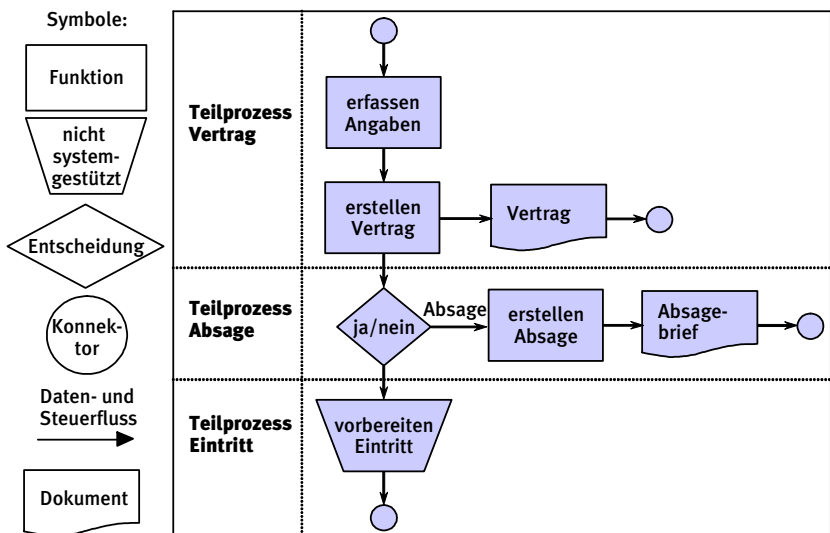 Symbole:
Funktion
nicht
system-
gestützt
Entscheidung
Konnek-
tor
Daten- und
Steuerfluss
Dokument
Teilprozess
Vertrag
erfassen
Angaben
erstellen
Vertrag
Vertrag
Teilprozess
Absage
ja/nein
Absage
erstellen
Absage
Absage-
brief
Teilprozess
Eintritt
vorbereiten
Eintritt